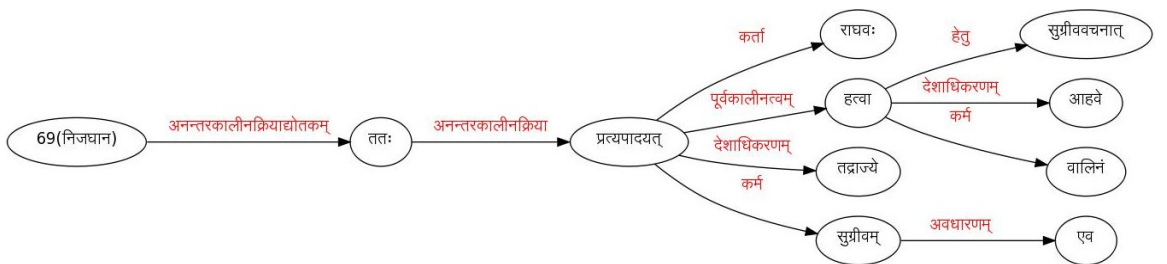 69(निजघान)
अनन्तरकालीनक्रियाद्योतकम्
ततः
अनन्तरकालीनक्रिया
प्रत्यपादयत्
कर्ता
राघवः
पूर्वकालीनत्वम्
हत्वा
हेतु
सुग्रीववचनात्
देशाधिकरणम्
आहवे
कर्म
वालिनं
देशाधिकरणम्
तद्राज्ये
कर्म
सुग्रीवम्
अवधारणम्
एव